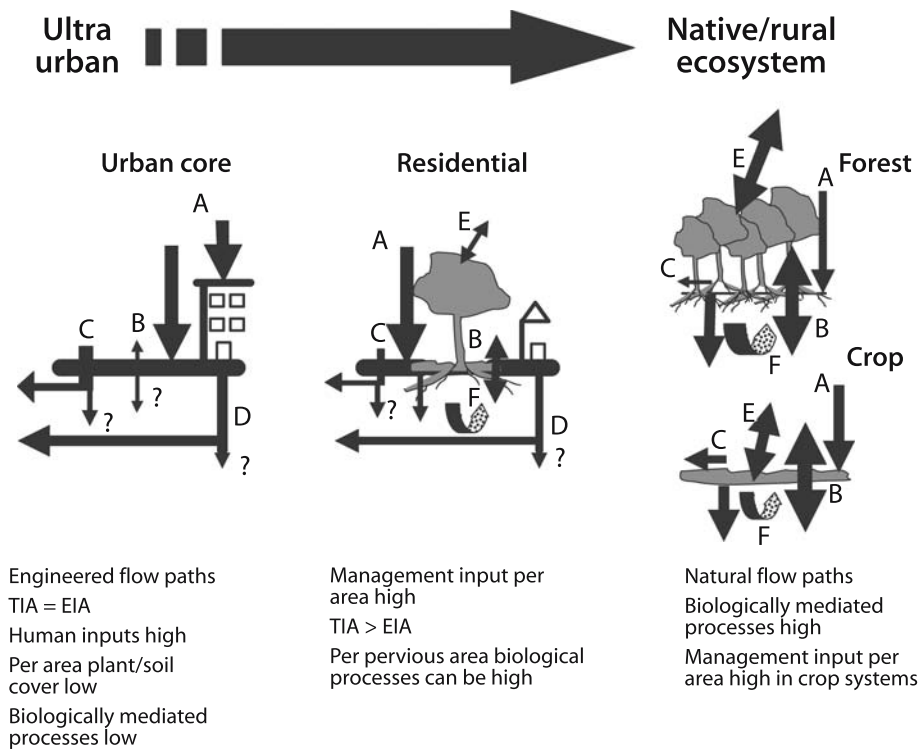 Ultra
urban
Native/rural
ecosystem
Urban core
Residential
Forest
A
C
B
?
?
D
?
A
E
C
B
?
F
?
E
A
C
B
F
Crop
A
E
C
B
F
Engineered flow paths
TIA = EIA
Human inputs high
Per area plant/soil
cover low
Biologically mediated
processes low
Management input per
area high
TIA > EIA
Per pervious area biological
processes can be high
Natural flow paths
Biologically mediated
processes high
Management input per
area high in crop systems